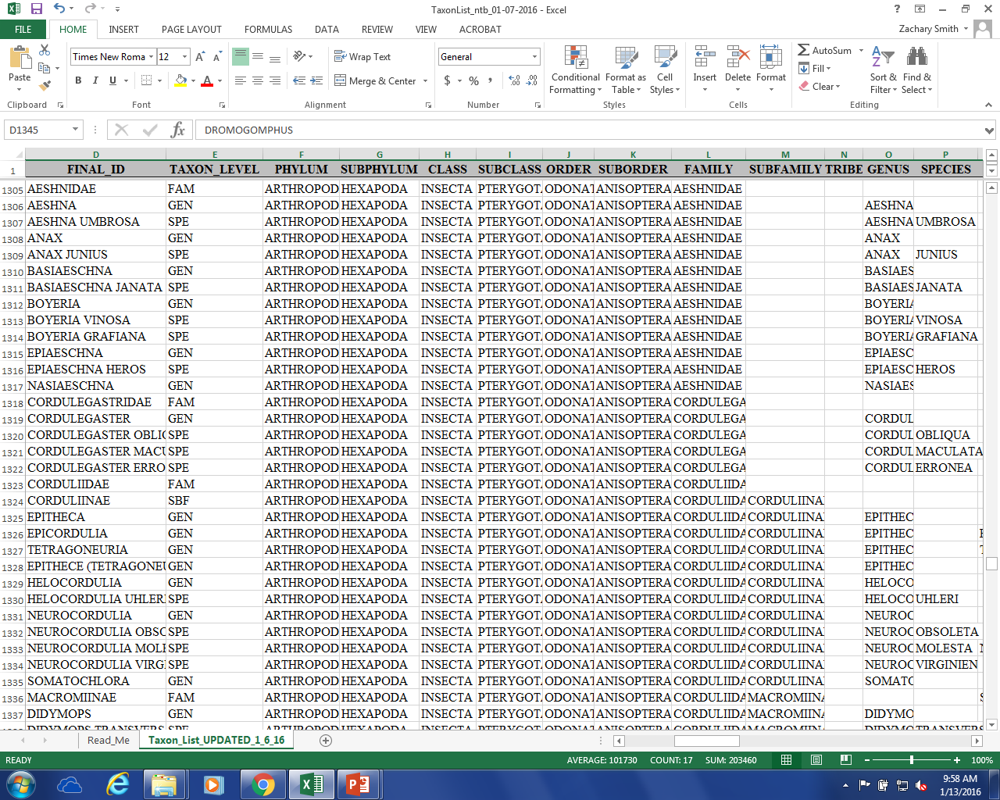 TaxonList_ntb_01-07-2016 - Excel
FILE HOME INSERT PAGE LAYOUT FORMULAS DATA REVIEW VIEW ACROBAT Zachary Smith
Paste Times New Roma 12 Wrap Text General Conditional Formatting Format as Table Cell Styles Insert Delete Format AutoSum Fill Clear Sort & Filter Find & Select
B I U Merge & Center $ % ,
Clipboard Font Alignment Number Styles Cells Editing
D1345 fx DROMOGOMPHUS
D E F G H I J K L M N O P
1 FINAL_ID TAXON_LEVEL PHYLUM SUBPHYLUM CLASS SUBCLASS ORDER SUBORDER FAMILY SUBFAMILY TRIBE GENUS SPECIES
1305 AESHNIDAE FAM ARTHROPOD HEXAPODA INSECTA PTERYGOT ODONAT ANISOPTERA AESHNIDAE
1306 AESHNA GEN ARTHROPOD HEXAPODA INSECTA PTERYGOT ODONAT ANISOPTERA AESHNIDAE AESHNA
1307 AESHNA UMBROSA SPE ARTHROPOD HEXAPODA INSECTA PTERYGOT ODONAT ANISOPTERA AESHNIDAE AESHNA UMBROSA
1308 ANAX GEN ARTHROPOD HEXAPODA INSECTA PTERYGOT ODONAT ANISOPTERA AESHNIDAE ANAX
1309 ANAX JUNIUS SPE ARTHROPOD HEXAPODA INSECTA PTERYGOT ODONAT ANISOPTERA AESHNIDAE ANAX JUNIUS
1310 BASIAESCHNA GEN ARTHROPOD HEXAPODA INSECTA PTERYGOT ODONAT ANISOPTERA AESHNIDAE BASIAES
1311 BASIAESCHNA JANATA SPE ARTHROPOD HEXAPODA INSECTA PTERYGOT ODONAT ANISOPTERA AESHNIDAE BASIAES JANATA
1312 BOYERIA GEN ARTHROPOD HEXAPODA INSECTA PTERYGOT ODONAT ANISOPTERA AESHNIDAE BOYERIA
1313 BOYERIA VINOSA SPE ARTHROPOD HEXAPODA INSECTA PTERYGOT ODONAT ANISOPTERA AESHNIDAE BOYERIA VINOSA
1314 BOYERIA GRAFIANA SPE ARTHROPOD HEXAPODA INSECTA PTERYGOT ODONAT ANISOPTERA AESHNIDAE BOYERIA GRAFIANA
1315 EPIAESCHNA GEN ARTHROPOD HEXAPODA INSECTA PTERYGOT ODONAT ANISOPTERA AESHNIDAE EPIAESC
1316 EPIAESCHNA HEROS SPE ARTHROPOD HEXAPODA INSECTA PTERYGOT ODONAT ANISOPTERA AESHNIDAE EPIAESC HEROS
1317 NASIAESCHNA GEN ARTHROPOD HEXAPODA INSECTA PTERYGOT ODONAT ANISOPTERA AESHNIDAE NASIAES
1318 CORDULEGASTRIDAE FAM ARTHROPOD HEXAPODA INSECTA PTERYGOT ODONAT ANISOPTERA CORDULEGA
1319 CORDULEGASTER GEN ARTHROPOD HEXAPODA INSECTA PTERYGOT ODONAT ANISOPTERA CORDULEGA CORDUL
1320 CORDULEGASTER OBLIC SPE ARTHROPOD HEXAPODA INSECTA PTERYGOT ODONAT ANISOPTERA CORDULEGA CORDUL OBLIQUA
1321 CORDULEGASTER MACU SPE ARTHROPOD HEXAPODA INSECTA PTERYGOT ODONAT ANISOPTERA CORDULEGA CORDUL MACULATA
1322 CORDULEGASTER ERRO SPE ARTHROPOD HEXAPODA INSECTA PTERYGOT ODONAT ANISOPTERA CORDULEGA CORDUL ERRONEA
1323 CORDULIIDAE FAM ARTHROPOD HEXAPODA INSECTA PTERYGOT ODONAT ANISOPTERA CORDULIIDA
1324 CORDULIINAE SBF ARTHROPOD HEXAPODA INSECTA PTERYGOT ODONAT ANISOPTERA CORDULIIDA CORDULIINA
1325 EPITHECA GEN ARTHROPOD HEXAPODA INSECTA PTERYGOT ODONAT ANISOPTERA CORDULIIDA CORDULIINA EPITHEC
1326 EPICORDULIA GEN ARTHROPOD HEXAPODA INSECTA PTERYGOT ODONAT ANISOPTERA CORDULIIDA CORDULIINA EPITHEC
1327 TETRAGONEURIA GEN ARTHROPOD HEXAPODA INSECTA PTERYGOT ODONAT ANISOPTERA CORDULIIDA CORDULIINA EPITHEC
1328 EPITHECE (TETRAGONEU GEN ARTHROPOD HEXAPODA INSECTA PTERYGOT ODONAT ANISOPTERA CORDULIIDA CORDULIINA EPITHEC
1329 HELOCORDULIA GEN ARTHROPOD HEXAPODA INSECTA PTERYGOT ODONAT ANISOPTERA CORDULIIDA CORDULIINA HELOCO
1330 HELOCORDULIA UHLERI SPE ARTHROPOD HEXAPODA INSECTA PTERYGOT ODONAT ANISOPTERA CORDULIIDA CORDULIINA HELOCO UHLERI
1331 NEUROCORDULIA GEN ARTHROPOD HEXAPODA INSECTA PTERYGOT ODONAT ANISOPTERA CORDULIIDA CORDULIINA NEUROC
1332 NEUROCORDULIA OBSC SPE ARTHROPOD HEXAPODA INSECTA PTERYGOT ODONAT ANISOPTERA CORDULIIDA CORDULIINA NEUROC OBSOLETA
1333 NEUROCORDULIA MOLE SPE ARTHROPOD HEXAPODA INSECTA PTERYGOT ODONAT ANISOPTERA CORDULIIDA CORDULIINA NEUROC MOLESTA
1334 NEUROCORDULIA VIRG SPE ARTHROPOD HEXAPODA INSECTA PTERYGOT ODONAT ANISOPTERA CORDULIIDA CORDULIINA NEUROC VIRGINIEN
1335 SOMATOCHLORA GEN ARTHROPOD HEXAPODA INSECTA PTERYGOT ODONAT ANISOPTERA CORDULIIDA CORDULIINA SOMATO
1336 MACROMIINAE FAM ARTHROPOD HEXAPODA INSECTA PTERYGOT ODONAT ANISOPTERA CORDULIIDA MACROMIINA
1337 DIDYMOPS GEN ARTHROPOD HEXAPODA INSECTA PTERYGOT ODONAT ANISOPTERA CORDULIIDA MACROMIINA DIDYMO
Read_Me Taxon_List_UPDATED_1_6_16
READY AVERAGE: 101730 COUNT: 17 SUM: 203460 100%
9:58 AM
1/13/2016